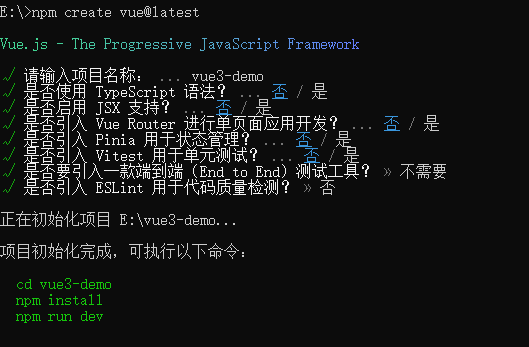 E:\>npm create vue@latest
Vue.js - The Progressive JavaScript Framework
√ 请输入项目名称： ... vue3-demo
√ 是否使用 TypeScript 语法？ ... 否 / 是
√ 是否启用 JSX 支持？ ... 否 / 是
√ 是否引入 Vue Router 进行单页面应用开发？ ... 否 / 是
√ 是否引入 Pinia 用于状态管理？ ... 否 / 是
√ 是否引入 Vitest 用于单元测试？ ... 否 / 是
√ 是否要引入一款端到端（End to End）测试工具？ » 不需要
√ 是否引入 ESLint 用于代码质量检测？ » 否
正在初始化项目 E:\vue3-demo...
项目初始化完成，可执行以下命令：
cd vue3-demo
npm install
npm run dev